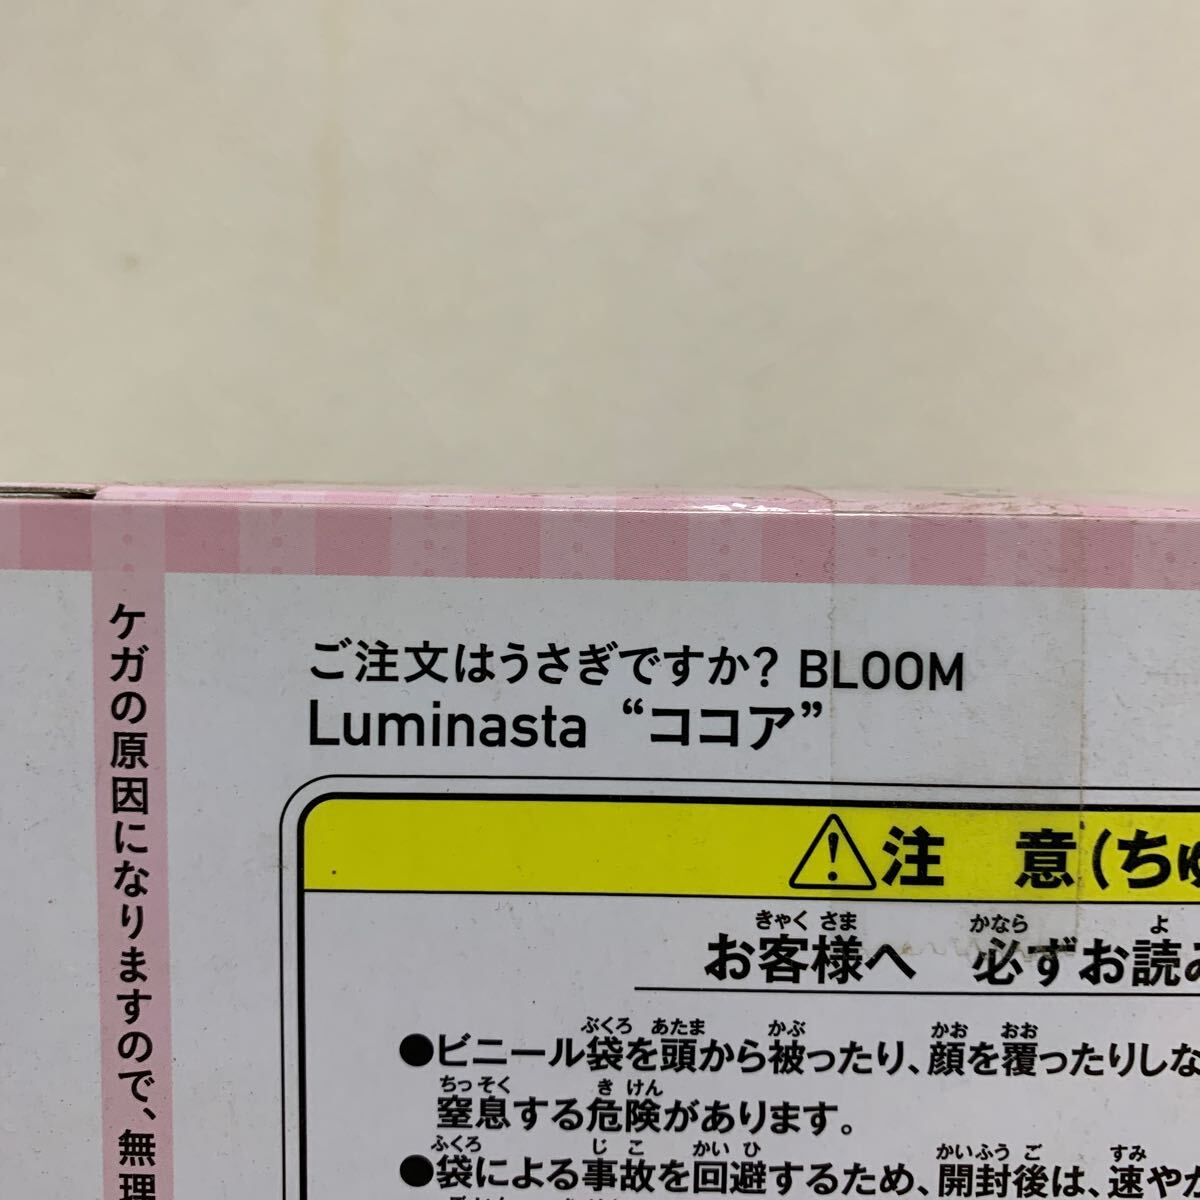 ケガの原因になりますので、無理
ご注文はうさぎですか? BLOOM
Luminasta “ココア”
注 意(ちゅ
きゃく さま かなら よ
お客様へ 必ずお読み
ぶくろ あたま かぶ かお おお
●ビニール袋を頭から被ったり、顔を覆ったりしな
ちっそく き けん
窒息する危険があります。
ふくろ じ こ かい ひ かいふう ご すみ
●袋による事故を回避するため、開封後は、速やか